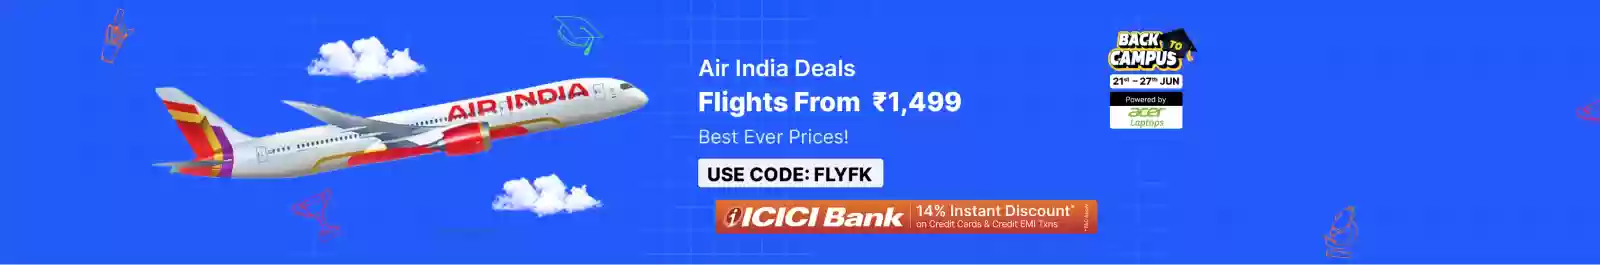 AIR INDIA
Air India Deals
Flights From ₹1,499
Best Ever Prices!
USE CODE: FLYFK
ICICI Bank
14% Instant Discount*
on Credit Cards & Credit EMI Txns
BACK TO
CAMPUS
21st – 27th JUN
Powered by
acer
Laptops